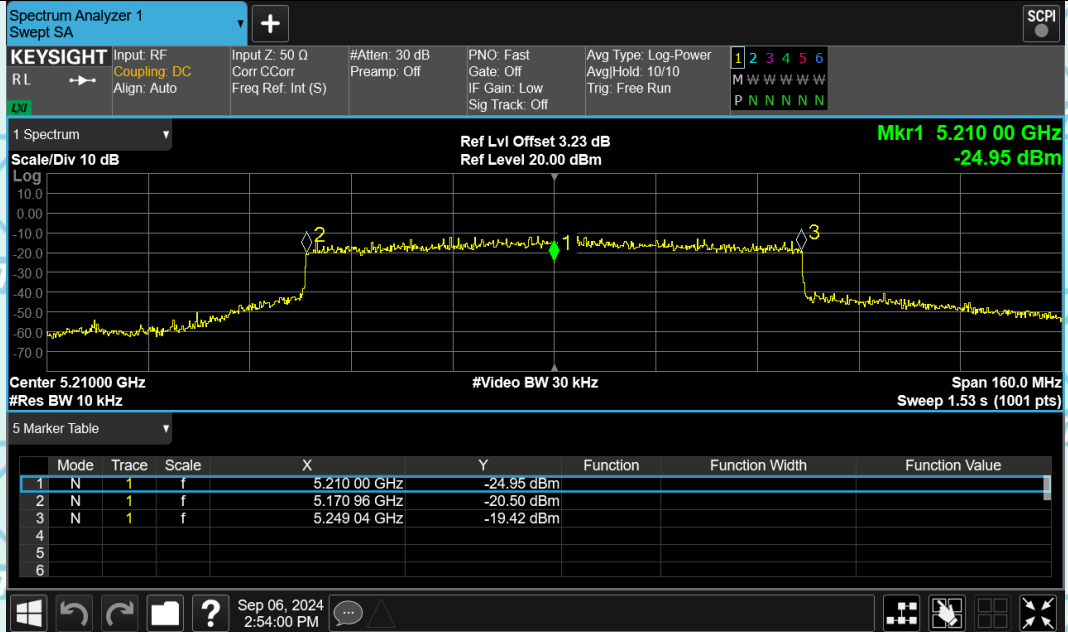 Spectrum Analyzer 1
Swept SA
+
SCPI
KEYSIGHT
R L
LXI
Input: RF
Coupling: DC
Align: Auto
Input Z: 50 Ω
Corr CCorr
Freq Ref: Int (S)
#Atten: 30 dB
Preamp: Off
PNO: Fast
Gate: Off
IF Gain: Low
Sig Track: Off
Avg Type: Log-Power
Avg|Hold: 10/10
Trig: Free Run
1 2 3 4 5 6
M W W W W W
P N N N N N
1 Spectrum
Scale/Div 10 dB
Ref Lvl Offset 3.23 dB
Ref Level 20.00 dBm
Mkr1 5.210 00 GHz
-24.95 dBm
Log
10.0
0.00
-10.0
-20.0
-30.0
-40.0
-50.0
-60.0
-70.0
2
1
3
Center 5.21000 GHz
#Video BW 30 kHz
Span 160.0 MHz
#Res BW 10 kHz
Sweep 1.53 s (1001 pts)
5 Marker Table
Mode Trace Scale X Y Function Function Width Function Value
1 N 1 f 5.210 00 GHz -24.95 dBm
2 N 1 f 5.170 96 GHz -20.50 dBm
3 N 1 f 5.249 04 GHz -19.42 dBm
4
5
6
?
Sep 06, 2024
2:54:00 PM